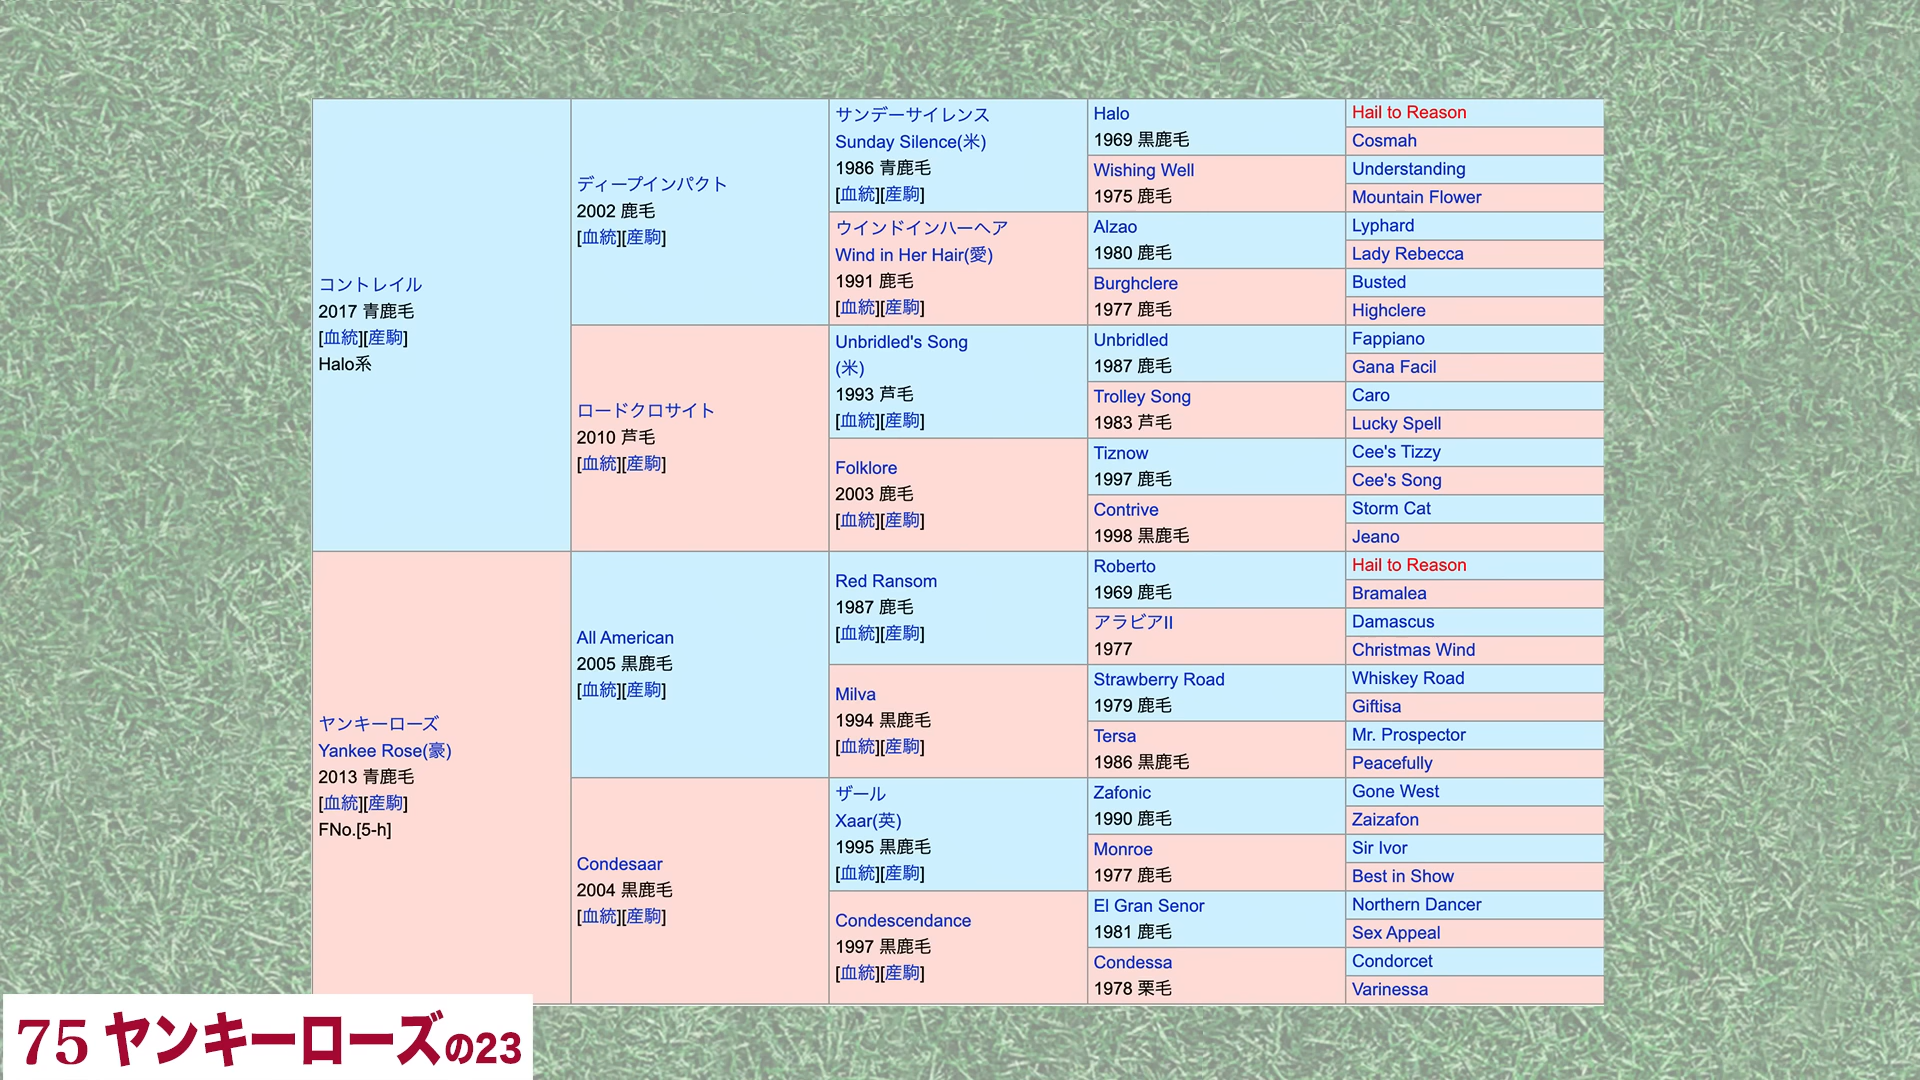 コントレイル
2017 青鹿毛
[血統][産駒]
Halo系
ヤンキーローズ
Yankee Rose(豪)
2013 青鹿毛
[血統][産駒]
FNo.[5-h]
ディープインパクト
2002 鹿毛
[血統][産駒]
ロードクロサイト
2010 芦毛
[血統][産駒]
All American
2005 黒鹿毛
[血統][産駒]
Condesaar
2004 黒鹿毛
[血統][産駒]
サンデーサイレンス
Sunday Silence(米)
1986 青鹿毛
[血統][産駒]
ウインドインハーヘア
Wind in Her Hair(愛)
1991 鹿毛
[血統][産駒]
Unbridled's Song
(米)
1993 芦毛
[血統][産駒]
Folklore
2003 鹿毛
[血統][産駒]
Red Ransom
1987 鹿毛
[血統][産駒]
Milva
1994 黒鹿毛
[血統][産駒]
ザール
Xaar(英)
1995 黒鹿毛
[血統][産駒]
Condescendance
1997 黒鹿毛
[血統][産駒]
Halo
1969 黒鹿毛
Wishing Well
1975 鹿毛
Alzao
1980 鹿毛
Burghclere
1977 鹿毛
Unbridled
1987 鹿毛
Trolley Song
1983 芦毛
Tiznow
1997 鹿毛
Contrive
1998 黒鹿毛
Roberto
1969 鹿毛
アラビアII
1977
Strawberry Road
1979 鹿毛
Tersa
1986 黒鹿毛
Zafonic
1990 鹿毛
Monroe
1977 鹿毛
El Gran Senor
1981 鹿毛
Condessa
1978 栗毛
Hail to Reason
Cosmah
Understanding
Mountain Flower
Lyphard
Lady Rebecca
Busted
Highclere
Fappiano
Gana Facil
Caro
Lucky Spell
Cee's Tizzy
Cee's Song
Storm Cat
Jeano
Hail to Reason
Bramalea
Damascus
Christmas Wind
Whiskey Road
Giftisa
Mr. Prospector
Peacefully
Gone West
Zaizafon
Sir Ivor
Best in Show
Northern Dancer
Sex Appeal
Condorcet
Varinessa
75 ヤンキーローズの23